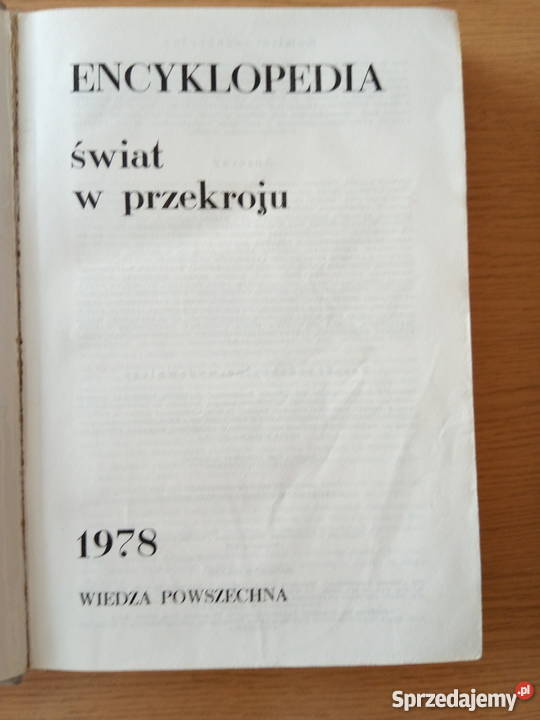 ENCYKLOPEDIA
świat
w przekroju
1978
WIEDZA POWSZECHNA
Sprzedajemy.pl